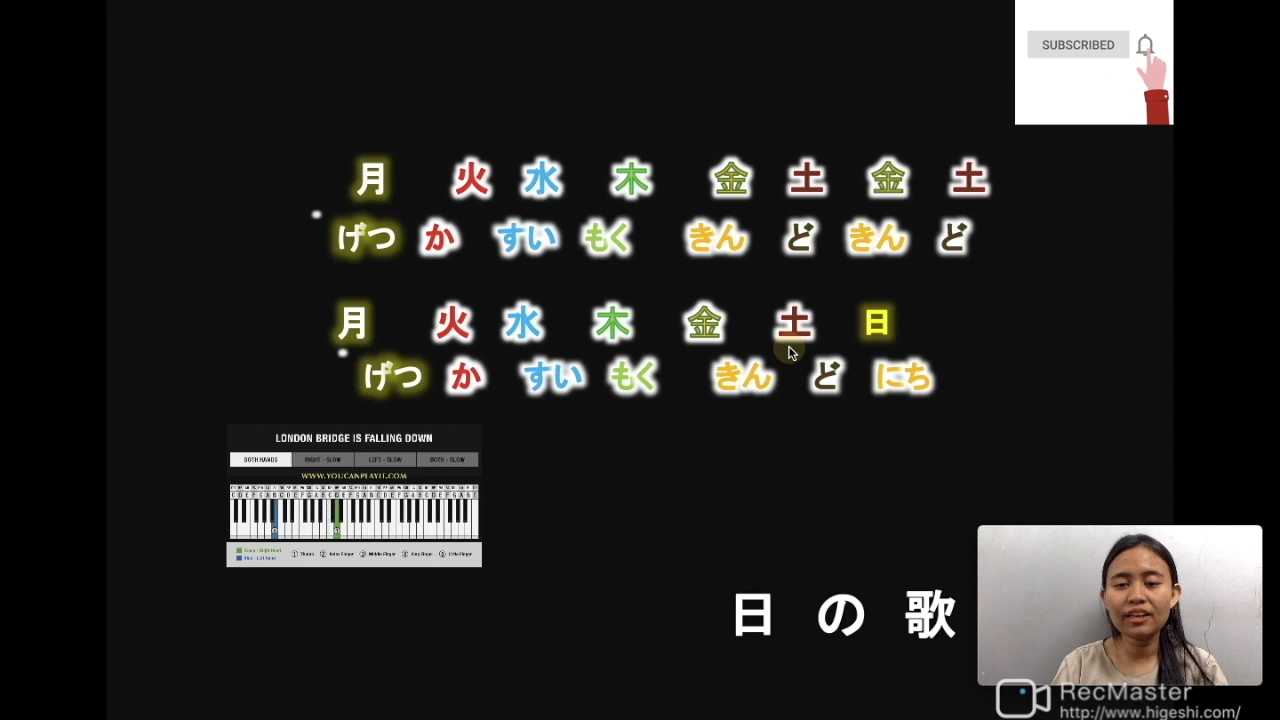 SUBSCRIBED
月 火 水 木 金 土 金 土
げつ か すい もく きん ど きん ど
月 火 水 木 金 土 日
げつ か すい もく きん ど にち
LONDON BRIDGE IS FALLING DOWN
BOTH HANDS RIGHT - SLOW LEFT - SLOW BOTH - SLOW
WWW.YOUCANPLAYIT.COM
日 の 歌
RecMaster
http://www.higeshi.com/